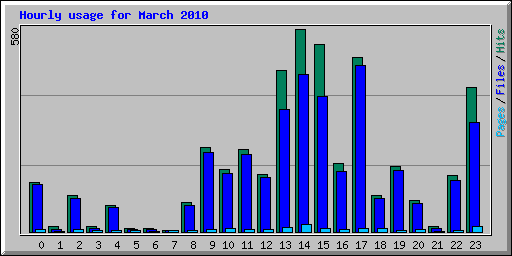 Hourly usage for March 2010
580
Pages / Files / Hits
0 1 2 3 4 5 6 7 8 9 10 11 12 13 14 15 16 17 18 19 20 21 22 23